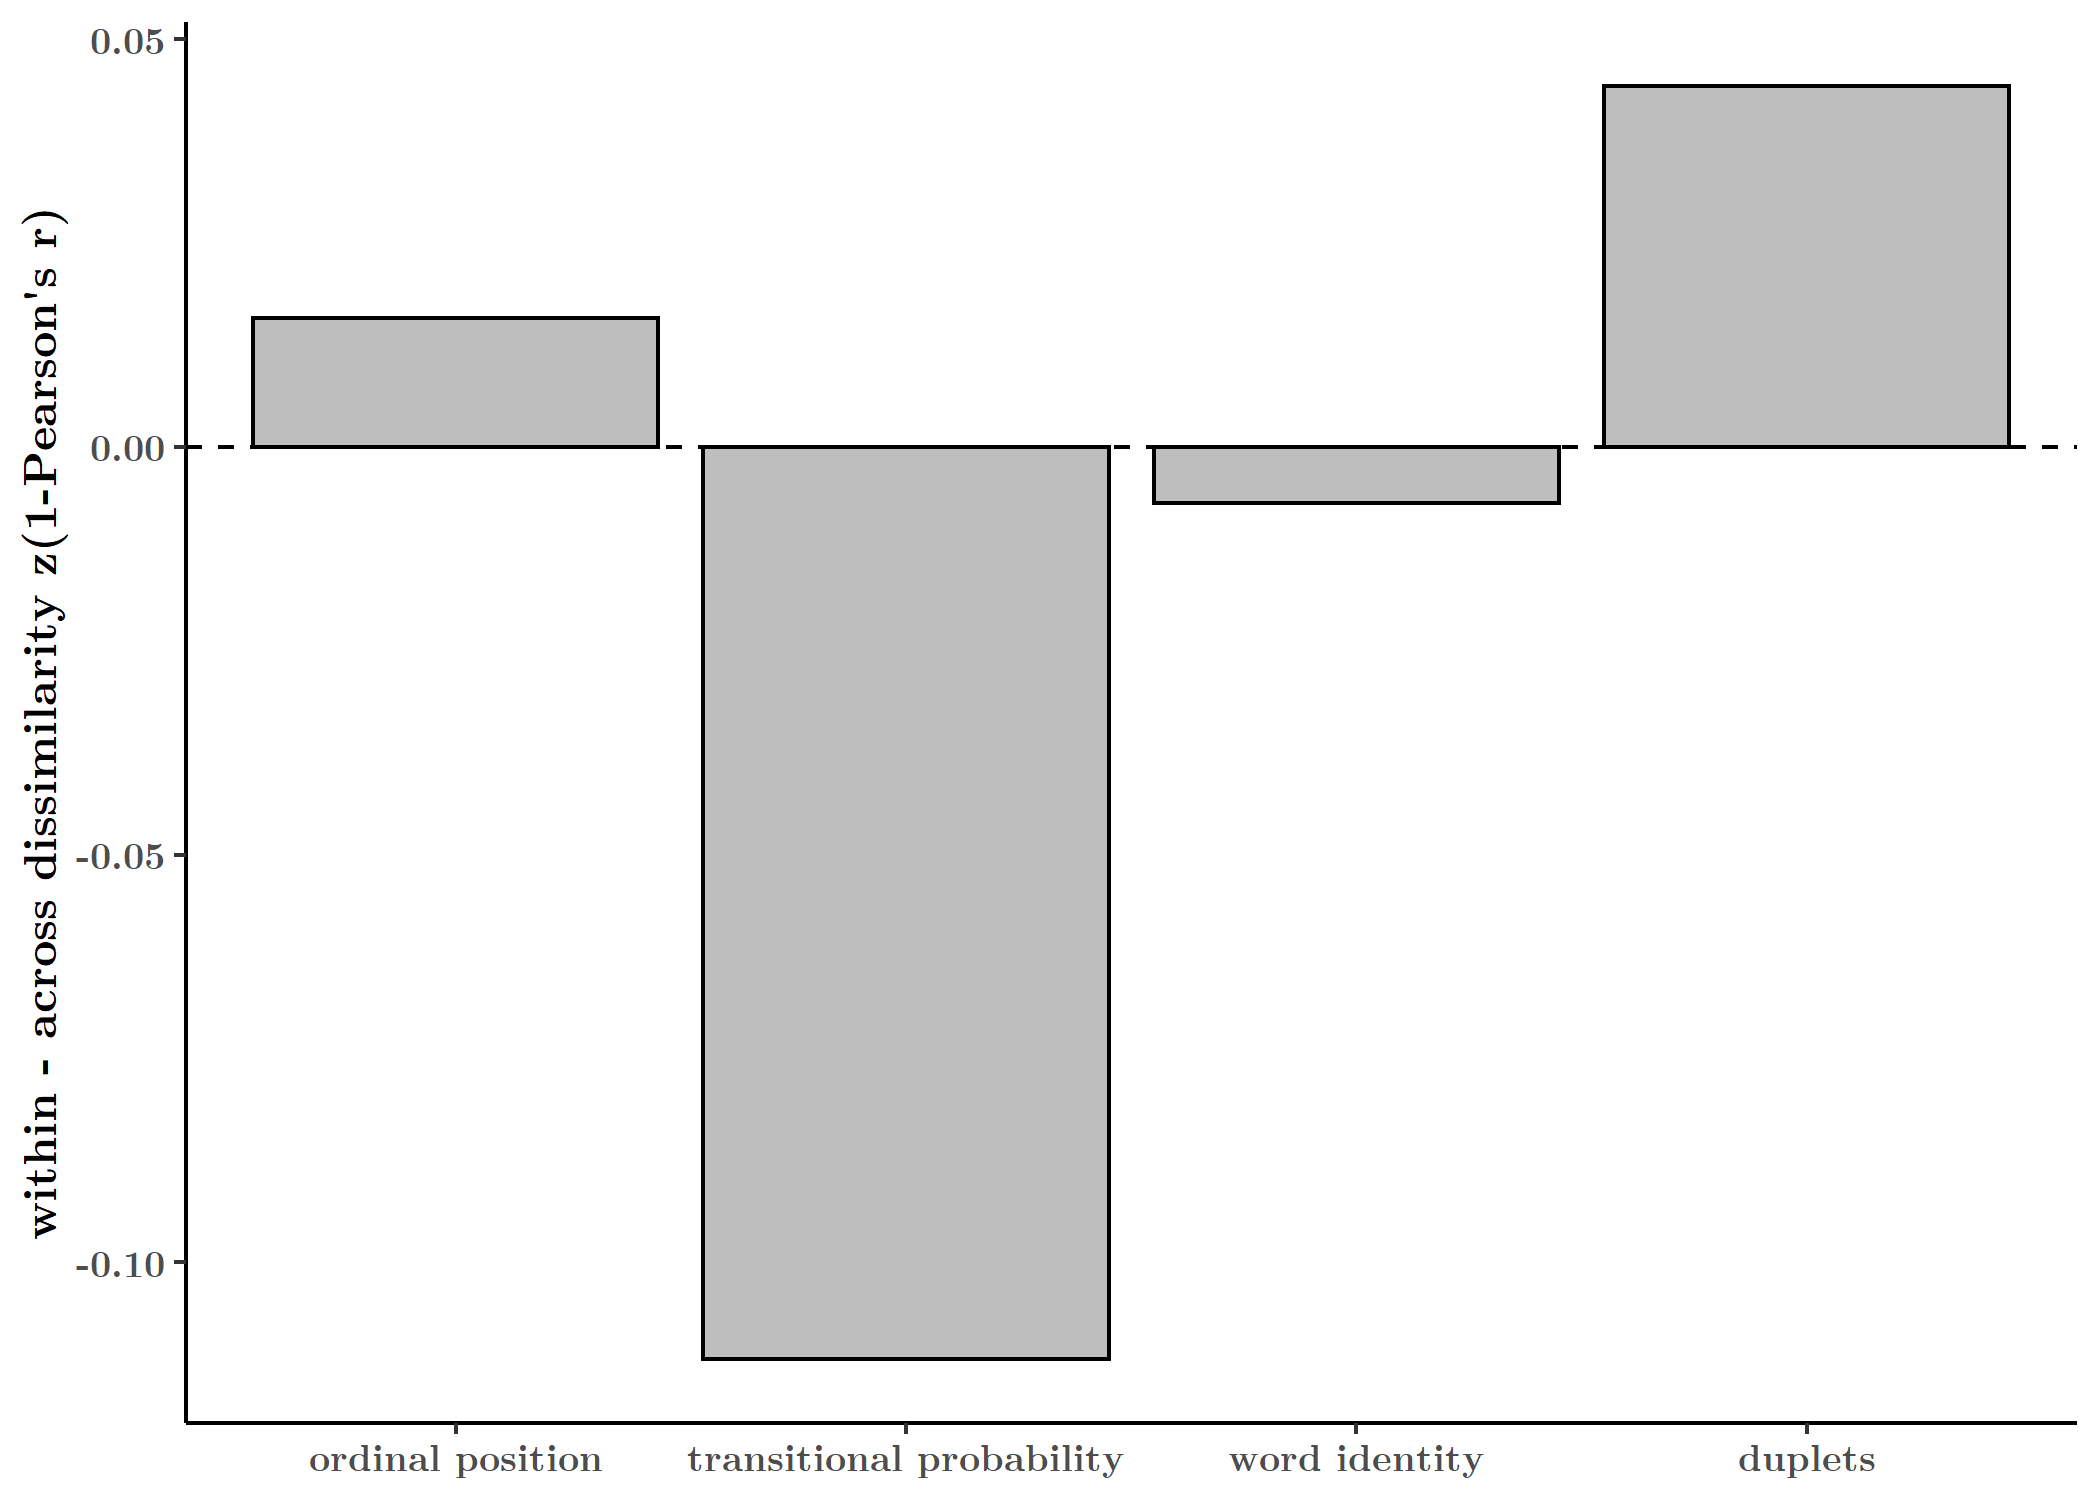 within - across dissimilarity z(1-Pearson's r)
0.05
0.00
-0.05
-0.10
ordinal position
transitional probability
word identity
duplets